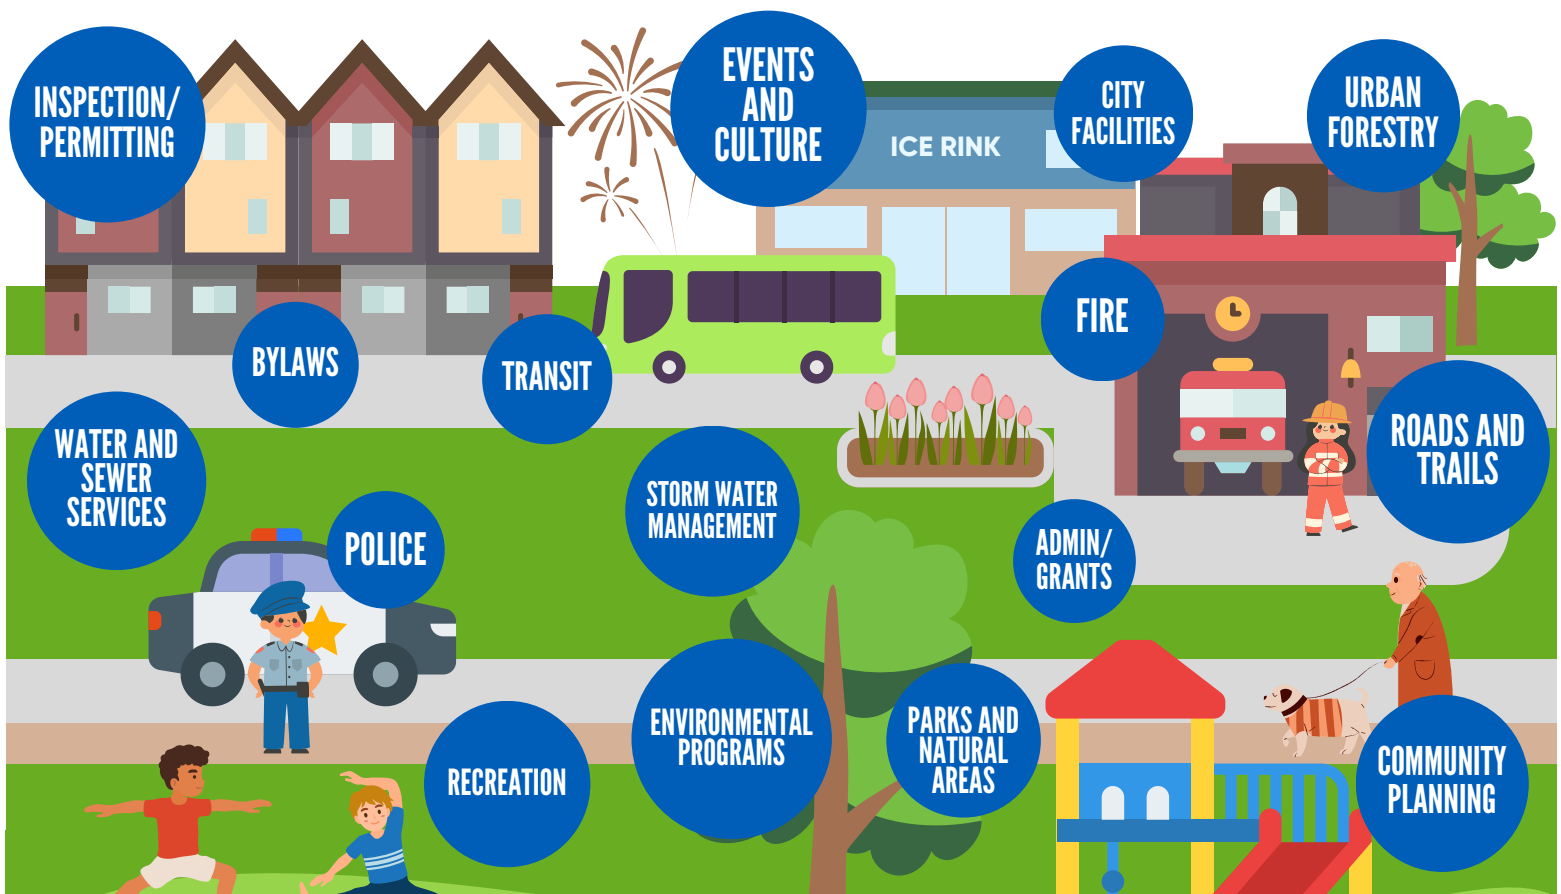 INSPECTION/
PERMITTING
EVENTS
AND
CULTURE
ICE RINK
CITY
FACILITIES
URBAN
FORESTRY
BYLAWS
TRANSIT
FIRE
WATER AND
SEWER
SERVICES
STORM WATER
MANAGEMENT
ROADS AND
TRAILS
POLICE
ADMIN/
GRANTS
RECREATION
ENVIRONMENTAL
PROGRAMS
PARKS AND
NATURAL
AREAS
COMMUNITY
PLANNING